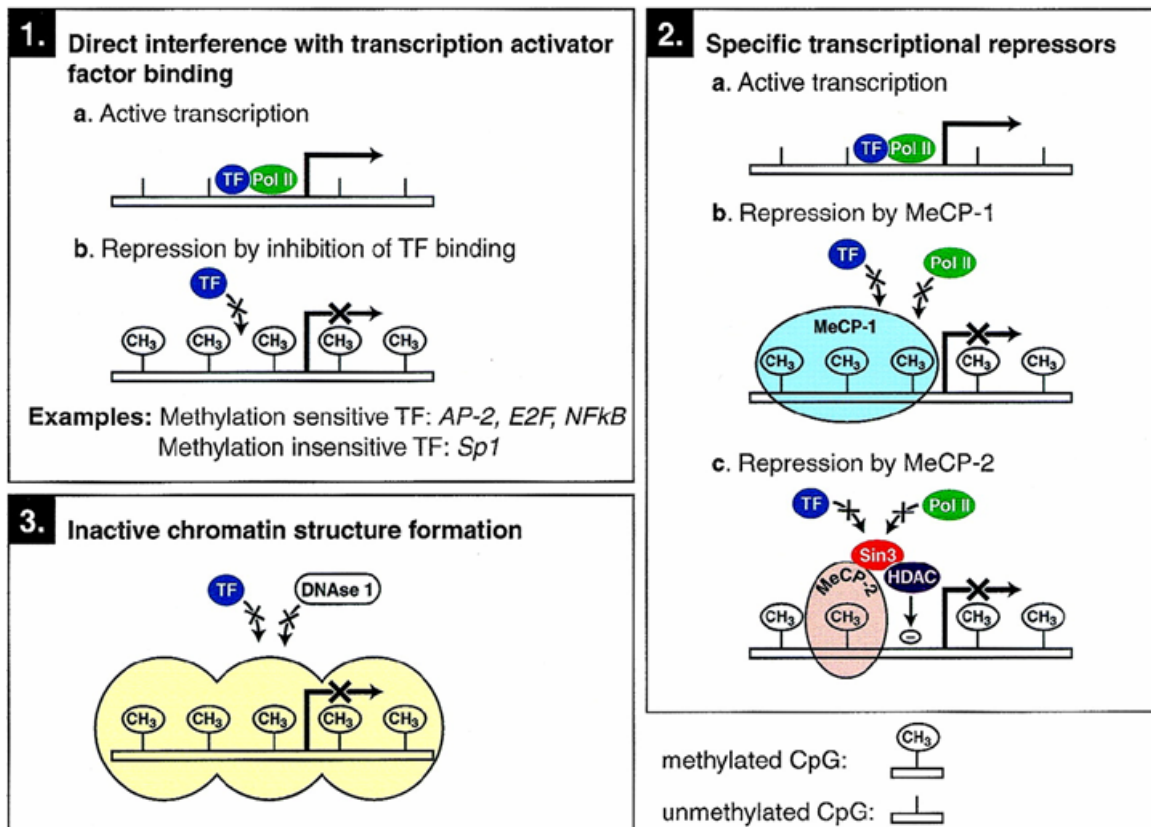 1. Direct interference with transcription activator
factor binding
a. Active transcription
TF Pol II
b. Repression by inhibition of TF binding
TF
CH3 CH3 CH3 CH3 CH3
Examples: Methylation sensitive TF: AP-2, E2F, NFkB
Methylation insensitive TF: Sp1
2. Specific transcriptional repressors
a. Active transcription
TF Pol II
b. Repression by MeCP-1
TF Pol II
MeCP-1
CH3 CH3 CH3 CH3 CH3
c. Repression by MeCP-2
TF Pol II
Sin3
MeCP-2 HDAC
CH3 CH3 CH3 CH3
–
3. Inactive chromatin structure formation
TF DNAse 1
CH3 CH3 CH3 CH3 CH3
CH3
methylated CpG:
unmethylated CpG: